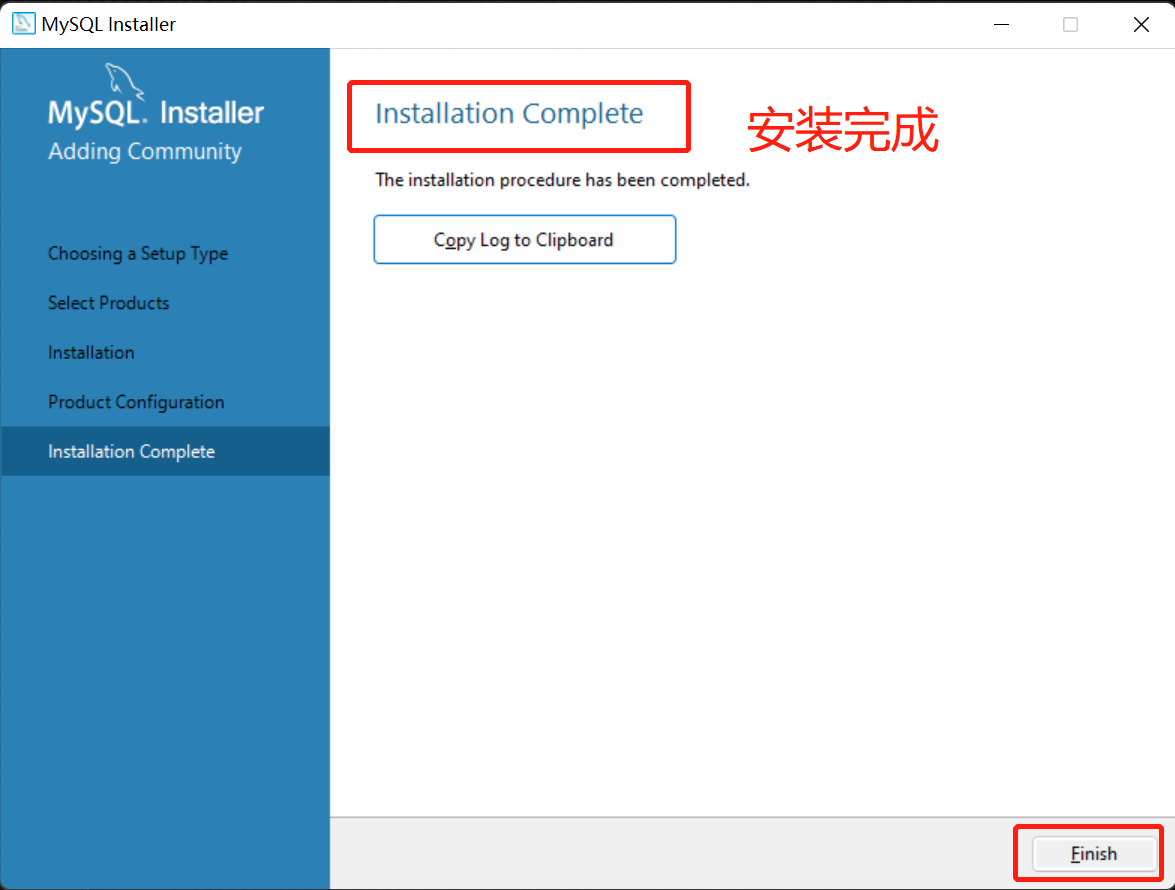 MySQL Installer
MySQL. Installer
Adding Community
Choosing a Setup Type
Select Products
Installation
Product Configuration
Installation Complete
Installation Complete
安装完成
The installation procedure has been completed.
Copy Log to Clipboard
Finish